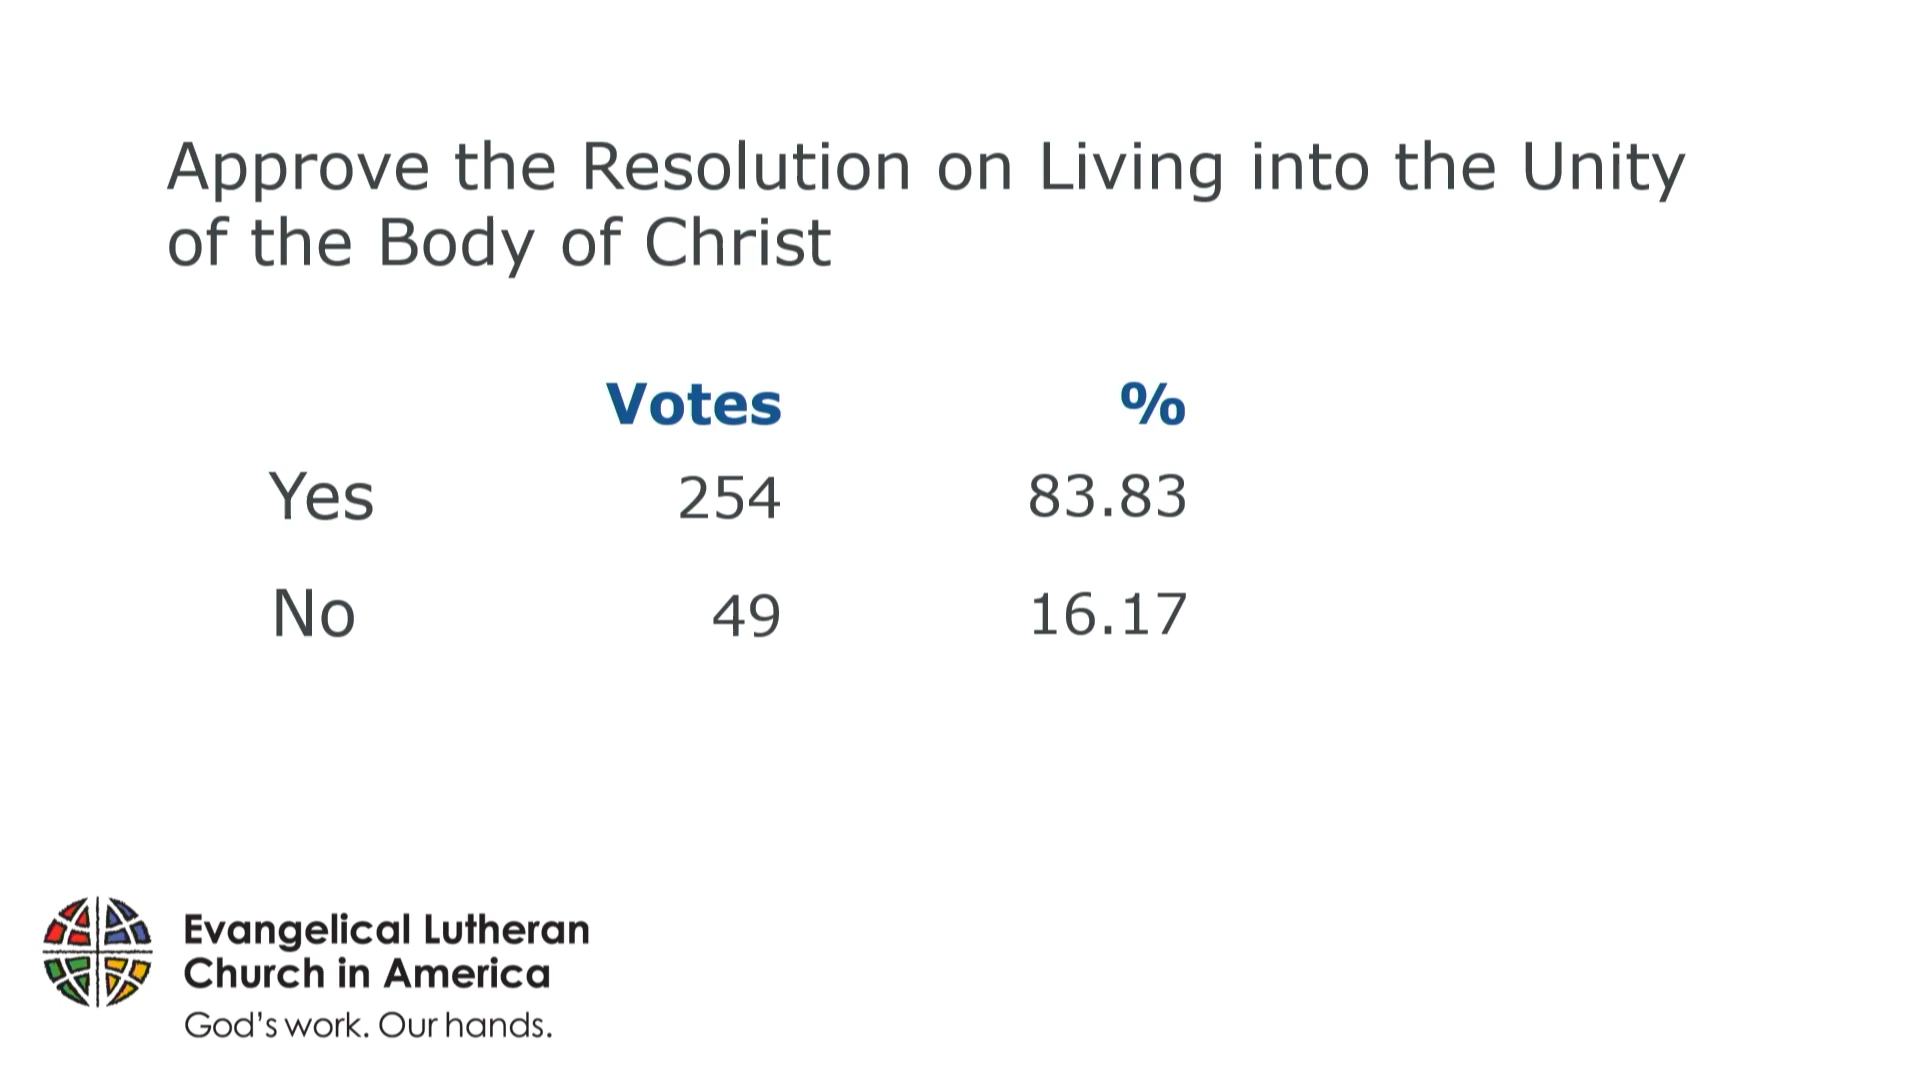 Approve the Resolution on Living into the Unity
of the Body of Christ
Votes %
Yes 254 83.83
No 49 16.17
Evangelical Lutheran
Church in America
God's work. Our hands.